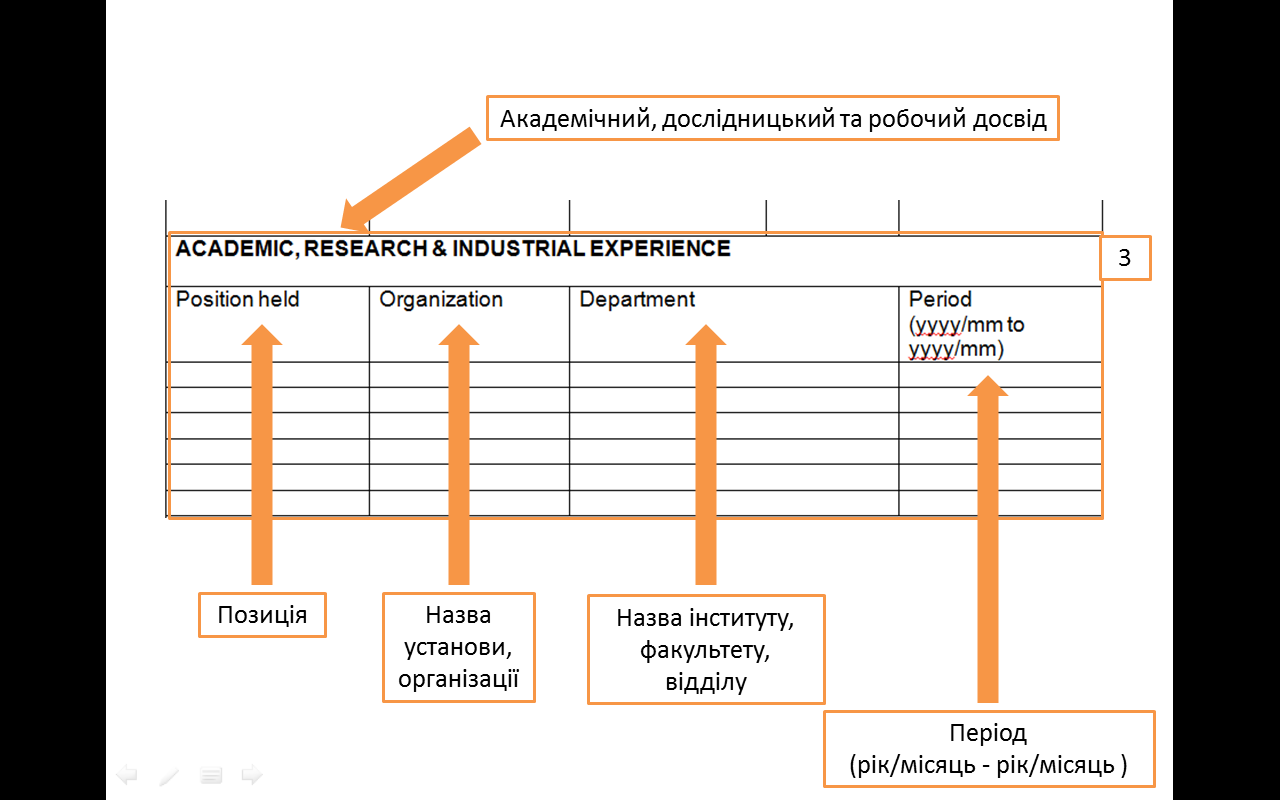 Академічний, дослідницький та робочий досвід
ACADEMIC, RESEARCH & INDUSTRIAL EXPERIENCE
3
Position held
Organization
Department
Period
(yyyy/mm to
yyyy/mm)
Позиція
Назва
установи,
організації
Назва інституту,
факультету,
відділу
Період
(рік/місяць - рік/місяць )